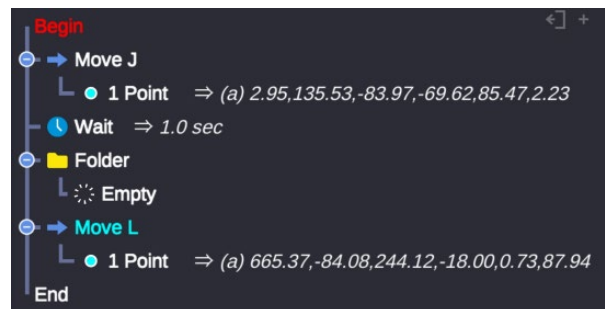 Begin
Move J
1 Point ⇒ (a) 2.95,135.53,-83.97,-69.62,85.47,2.23
Wait ⇒ 1.0 sec
Folder
Empty
Move L
1 Point ⇒ (a) 665.37,-84.08,244.12,-18.00,0.73,87.94
End